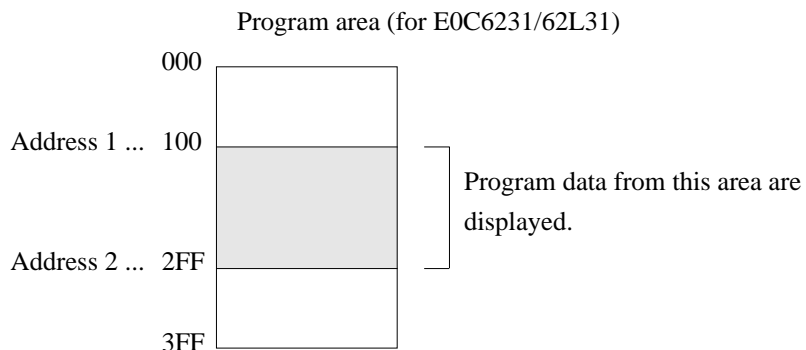 Program area (for E0C6231/62L31)
000
Address 1 ... 100
Program data from this area are
displayed.
Address 2 ... 2FF
3FF